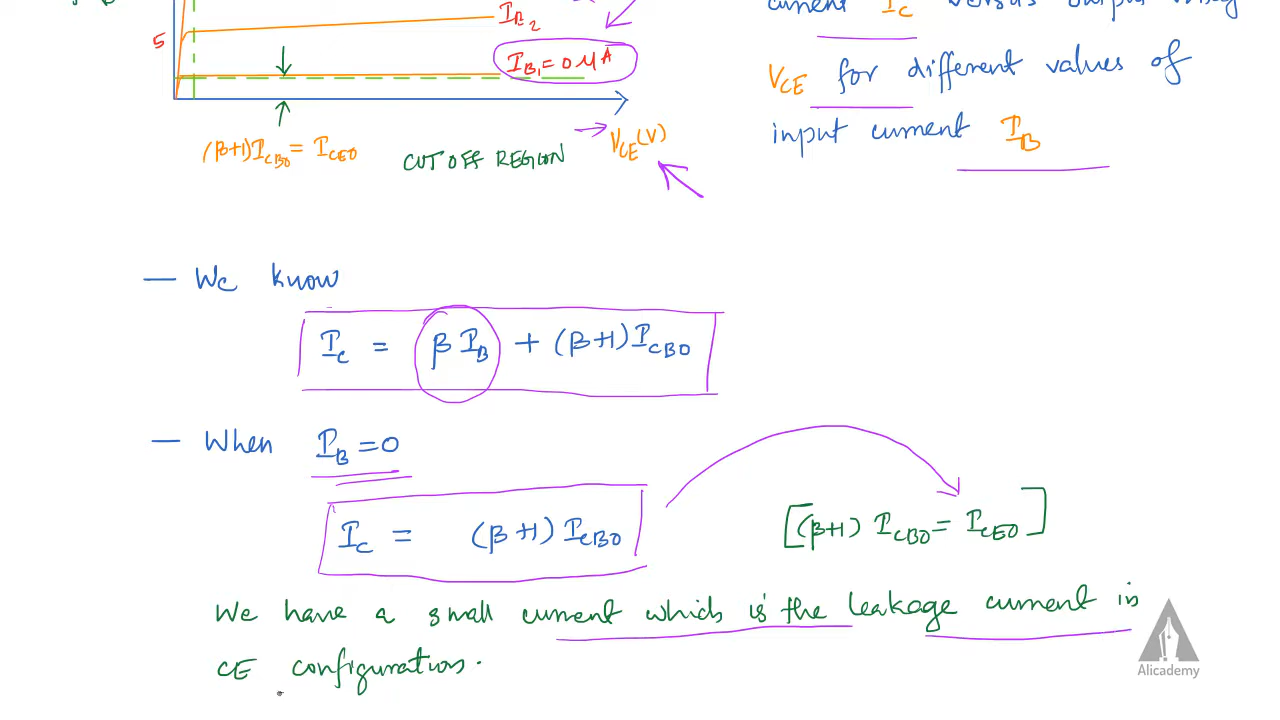 current I_C versus output
5 I_B2
I_B1 = 0 μA
V_CE for different values of
input current I_B
(β+1)I_CBO = I_CEO CUT OFF REGION V_CE (V)
— We know
I_C = β I_B + (β+1) I_CBO
— When I_B = 0
I_C = (β+1) I_CBO [(β+1) I_CBO = I_CEO]
We have a small current which is the leakage current in
CE configuration.
Alicademy